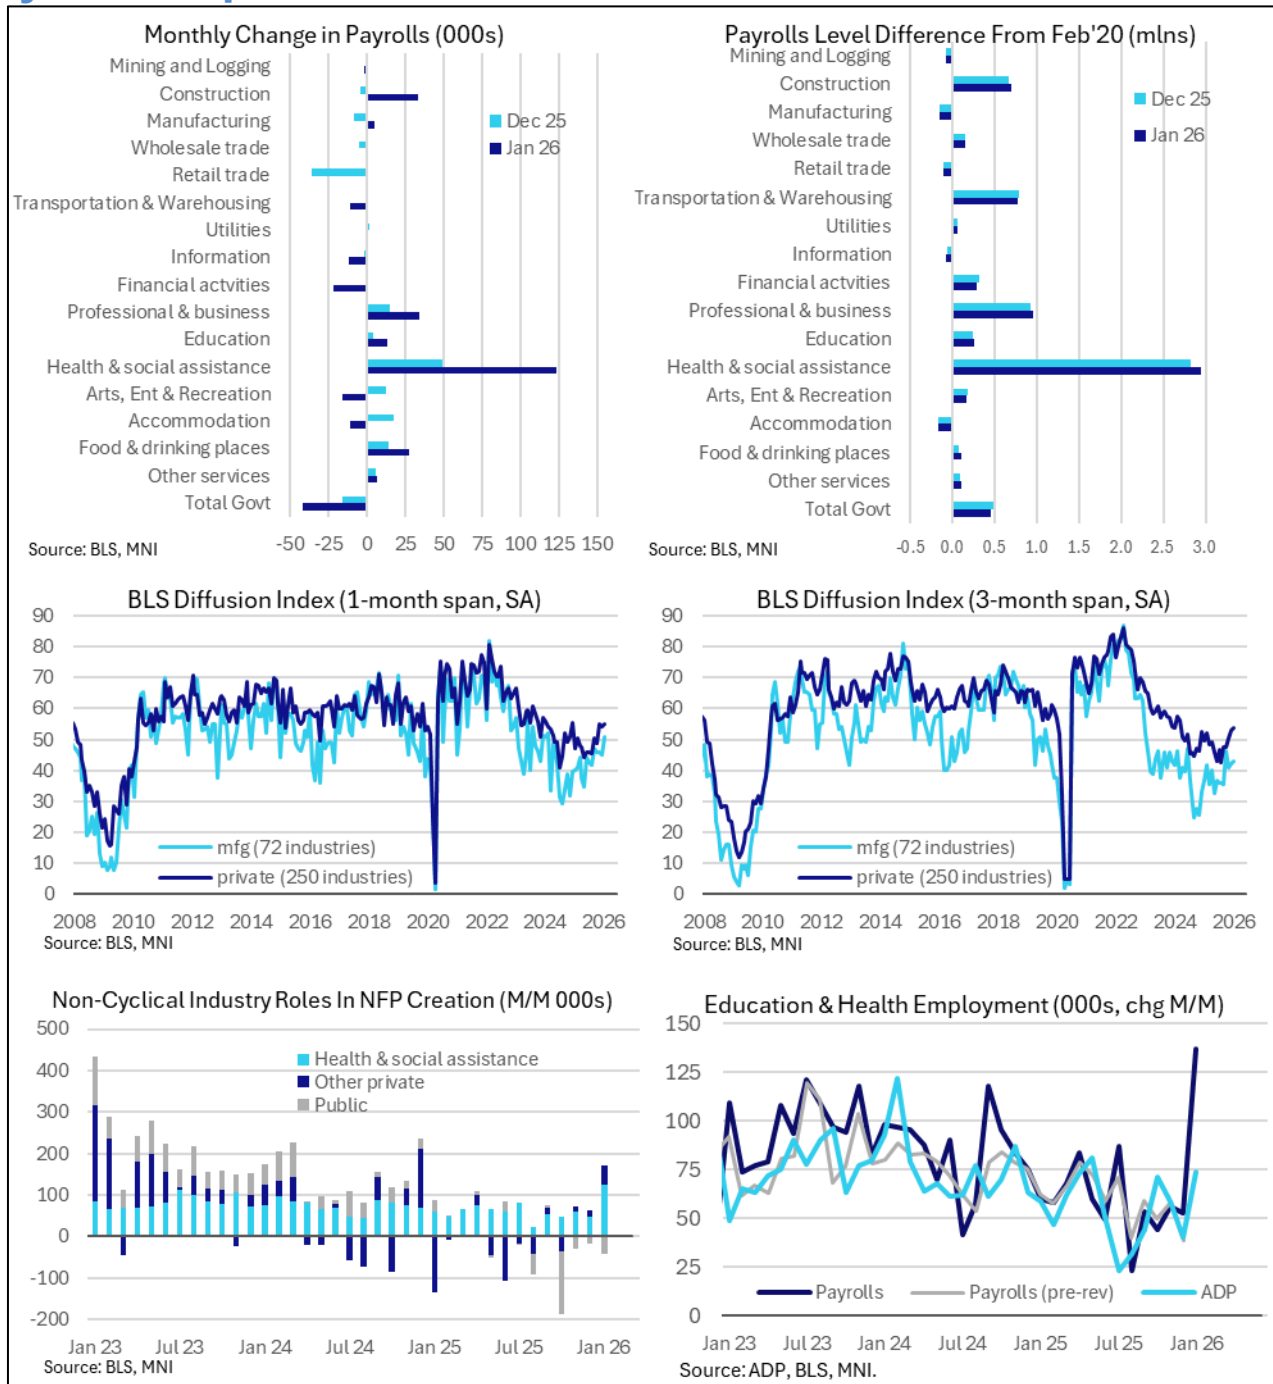 Monthly Change in Payrolls (000s)
Mining and Logging
Construction
Manufacturing
Wholesale trade
Retail trade
Transportation & Warehousing
Utilities
Information
Financial actvities
Professional & business
Education
Health & social assistance
Arts, Ent & Recreation
Accommodation
Food & drinking places
Other services
Total Govt
Dec 25
Jan 26
-50 -25 0 25 50 75 100 125 150
Source: BLS, MNI
Payrolls Level Difference From Feb'20 (mlns)
Mining and Logging
Construction
Manufacturing
Wholesale trade
Retail trade
Transportation & Warehousing
Utilities
Information
Financial actvities
Professional & business
Education
Health & social assistance
Arts, Ent & Recreation
Accommodation
Food & drinking places
Other services
Total Govt
Dec 25
Jan 26
-0.5 0.0 0.5 1.0 1.5 2.0 2.5 3.0
Source: BLS, MNI
BLS Diffusion Index (1-month span, SA)
90
80
70
60
50
40
30
20
10
0
mfg (72 industries)
private (250 industries)
2008 2010 2012 2014 2016 2018 2020 2022 2024 2026
Source: BLS, MNI
BLS Diffusion Index (3-month span, SA)
90
80
70
60
50
40
30
20
10
0
mfg (72 industries)
private (250 industries)
2008 2010 2012 2014 2016 2018 2020 2022 2024 2026
Source: BLS, MNI
Non-Cyclical Industry Roles In NFP Creation (M/M 000s)
500
400
300
200
100
0
-100
-200
Health & social assistance
Other private
Public
Jan 23 Jul 23 Jan 24 Jul 24 Jan 25 Jul 25 Jan 26
Source: BLS, MNI
Education & Health Employment (000s, chg M/M)
150
125
100
75
50
25
0
Payrolls Payrolls (pre-rev) ADP
Jan 23 Jul 23 Jan 24 Jul 24 Jan 25 Jul 25 Jan 26
Source: ADP, BLS, MNI.